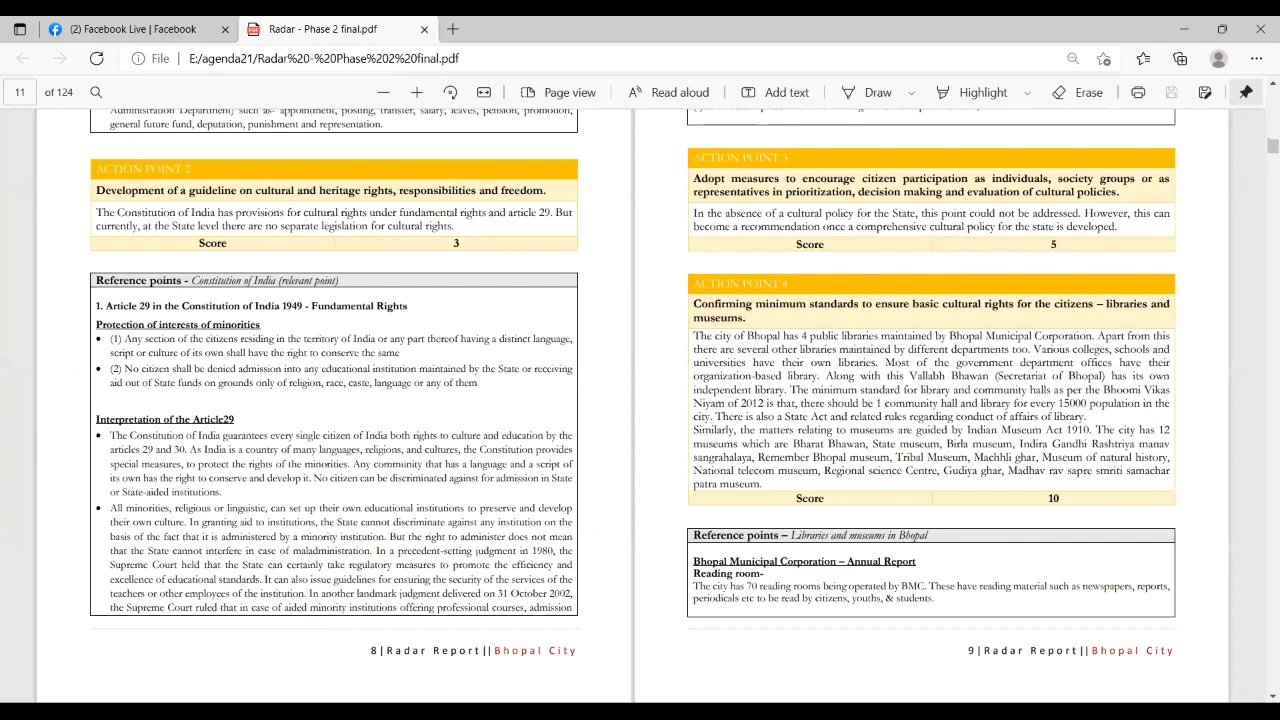 (2) Facebook Live | Facebook
Radar - Phase 2 final.pdf
File
E:/agenda21/Radar%20-%20Phase%202%20final.pdf
11 of 124
Page view
Read aloud
Add text
Draw
Highlight
Erase
Administration Department) such as- appointment, posting, transfer, salary, leaves, pension, promotion,
general future fund, deputation, punishment and representation.
ACTION POINT 2
Development of a guideline on cultural and heritage rights, responsibilities and freedom.
The Constitution of India has provisions for cultural rights under fundamental rights and article 29. But
currently, at the State level there are no separate legislation for cultural rights.
Score 3
Reference points - Constitution of India (relevant point)
1. Article 29 in the Constitution of India 1949 - Fundamental Rights
Protection of interests of minorities
• (1) Any section of the citizens residing in the territory of India or any part thereof having a distinct language,
script or culture of its own shall have the right to conserve the same
• (2) No citizen shall be denied admission into any educational institution maintained by the State or receiving
aid out of State funds on grounds only of religion, race, caste, language or any of them
Interpretation of the Article29
• The Constitution of India guarantees every single citizen of India both rights to culture and education by the
articles 29 and 30. As India is a country of many languages, religions, and cultures, the Constitution provides
special measures, to protect the rights of the minorities. Any community that has a language and a script of
its own has the right to conserve and develop it. No citizen can be discriminated against for admission in State
or State-aided institutions.
• All minorities, religious or linguistic, can set up their own educational institutions to preserve and develop
their own culture. In granting aid to institutions, the State cannot discriminate against any institution on the
basis of the fact that it is administered by a minority institution. But the right to administer does not mean
that the State cannot interfere in case of maladministration. In a precedent-setting judgment in 1980, the
Supreme Court held that the State can certainly take regulatory measures to promote the efficiency and
excellence of educational standards. It can also issue guidelines for ensuring the security of the services of the
teachers or other employees of the institution. In another landmark judgment delivered on 31 October 2002,
the Supreme Court ruled that in case of aided minority institutions offering professional courses, admission
8|Radar Report||Bhopal City
ACTION POINT 3
Adopt measures to encourage citizen participation as individuals, society groups or as
representatives in prioritization, decision making and evaluation of cultural policies.
In the absence of a cultural policy for the State, this point could not be addressed. However, this can
become a recommendation once a comprehensive cultural policy for the state is developed.
Score 5
ACTION POINT 4
Confirming minimum standards to ensure basic cultural rights for the citizens – libraries and
museums.
The city of Bhopal has 4 public libraries maintained by Bhopal Municipal Corporation. Apart from this
there are several other libraries maintained by different departments too. Various colleges, schools and
universities have their own libraries. Most of the government department offices have their
organization-based library. Along with this Vallabh Bhawan (Secretariat of Bhopal) has its own
independent library. The minimum standard for library and community halls as per the Bhoomi Vikas
Niyam of 2012 is that, there should be 1 community hall and library for every 15000 population in the
city. There is also a State Act and related rules regarding conduct of affairs of library.
Similarly, the matters relating to museums are guided by Indian Museum Act 1910. The city has 12
museums which are Bharat Bhawan, State museum, Birla museum, Indira Gandhi Rashtriya manav
sangrahalaya, Remember Bhopal museum, Tribal Museum, Machhli ghar, Museum of natural history,
National telecom museum, Regional science Centre, Gudiya ghar, Madhav rav sapre smriti samachar
patra museum.
Score 10
Reference points – Libraries and museums in Bhopal
Bhopal Municipal Corporation – Annual Report
Reading room-
The city has 70 reading rooms being operated by BMC. These have reading material such as newspapers, reports,
periodicals etc to be read by citizens, youths, & students.
9|Radar Report||Bhopal City